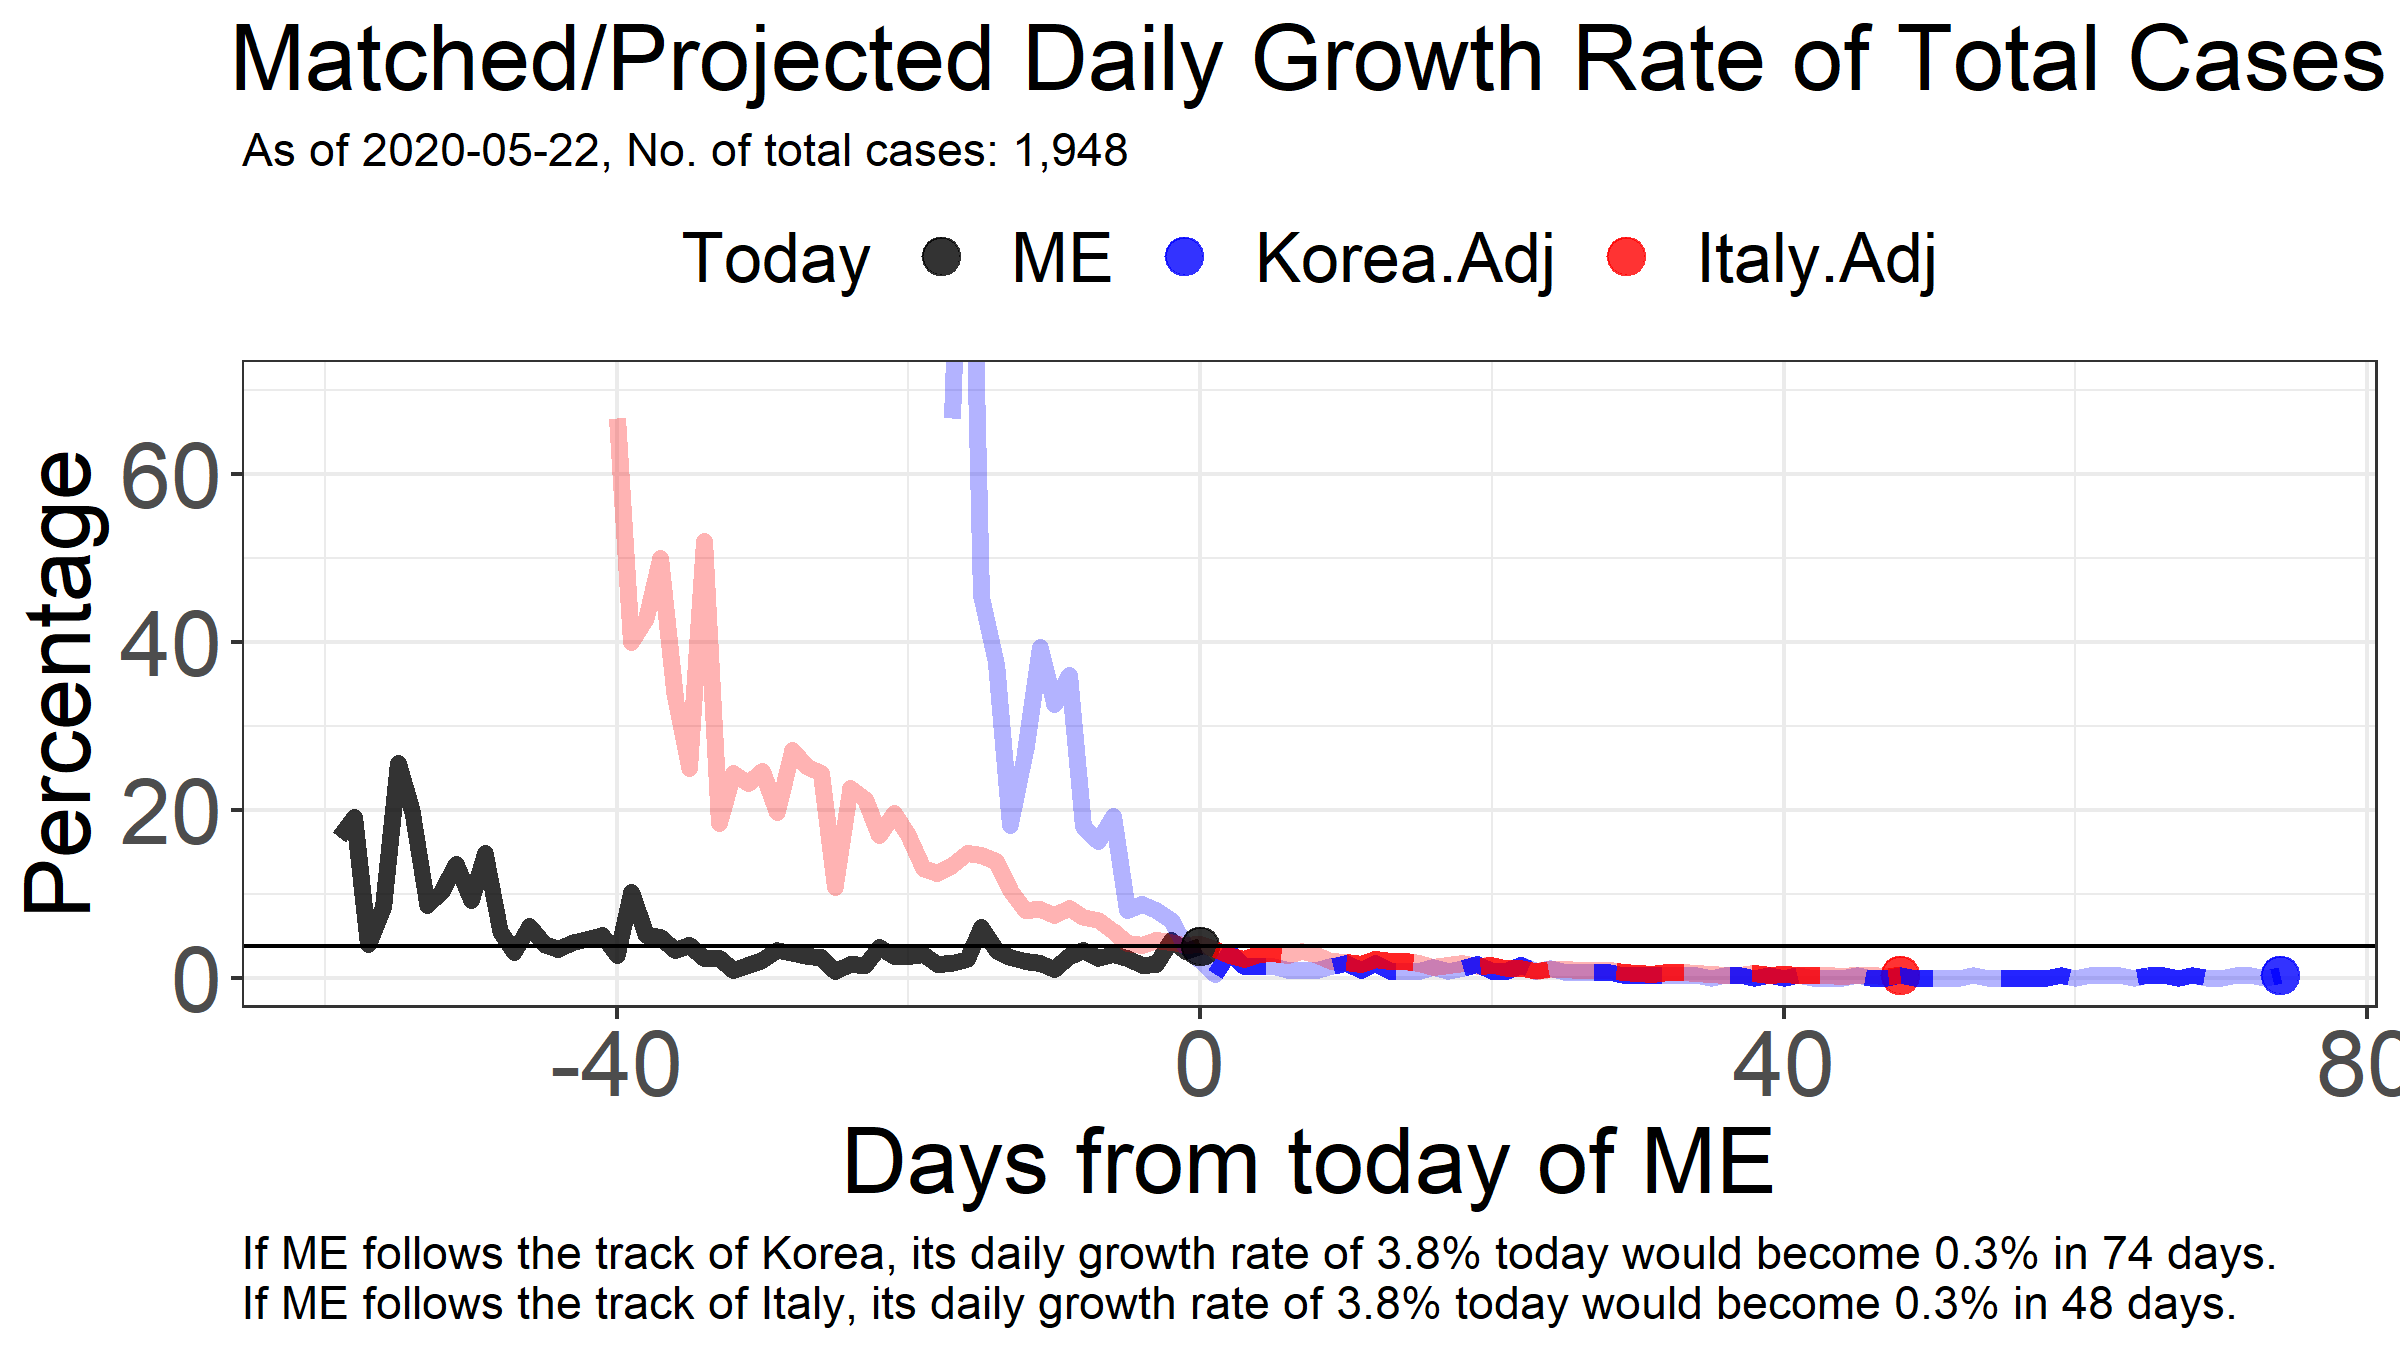 Matched/Projected Daily Growth Rate of Total Cases
As of 2020-05-22, No. of total cases: 1,948
Today ME Korea.Adj Italy.Adj
Percentage
60
40
20
0
-40 0 40 80
Days from today of ME
If ME follows the track of Korea, its daily growth rate of 3.8% today would become 0.3% in 74 days.
If ME follows the track of Italy, its daily growth rate of 3.8% today would become 0.3% in 48 days.